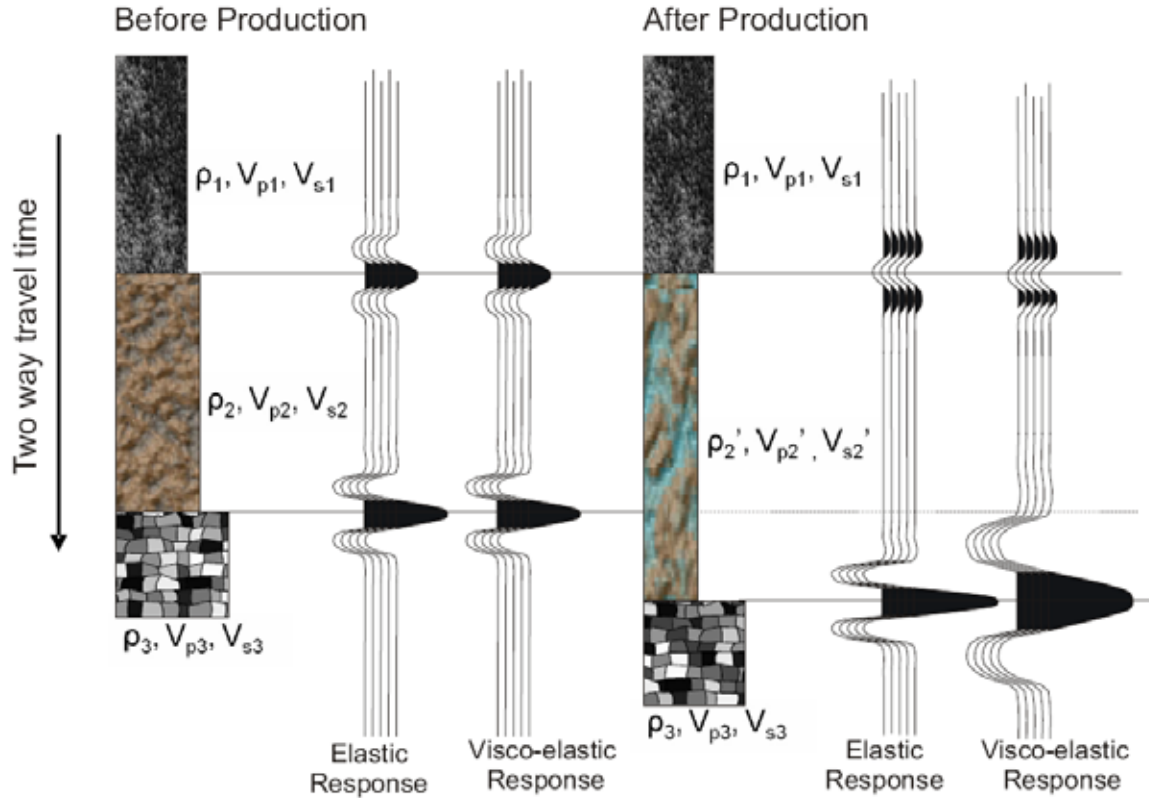 Before Production
After Production
Two way travel time
ρ₁, Vₚ₁, Vₛ₁
ρ₂, Vₚ₂, Vₛ₂
ρ₃, Vₚ₃, Vₛ₃
Elastic
Response
Visco-elastic
Response
ρ₁, Vₚ₁, Vₛ₁
ρ₂’, Vₚ₂’, Vₛ₂’
ρ₃, Vₚ₃, Vₛ₃
Elastic
Response
Visco-elastic
Response